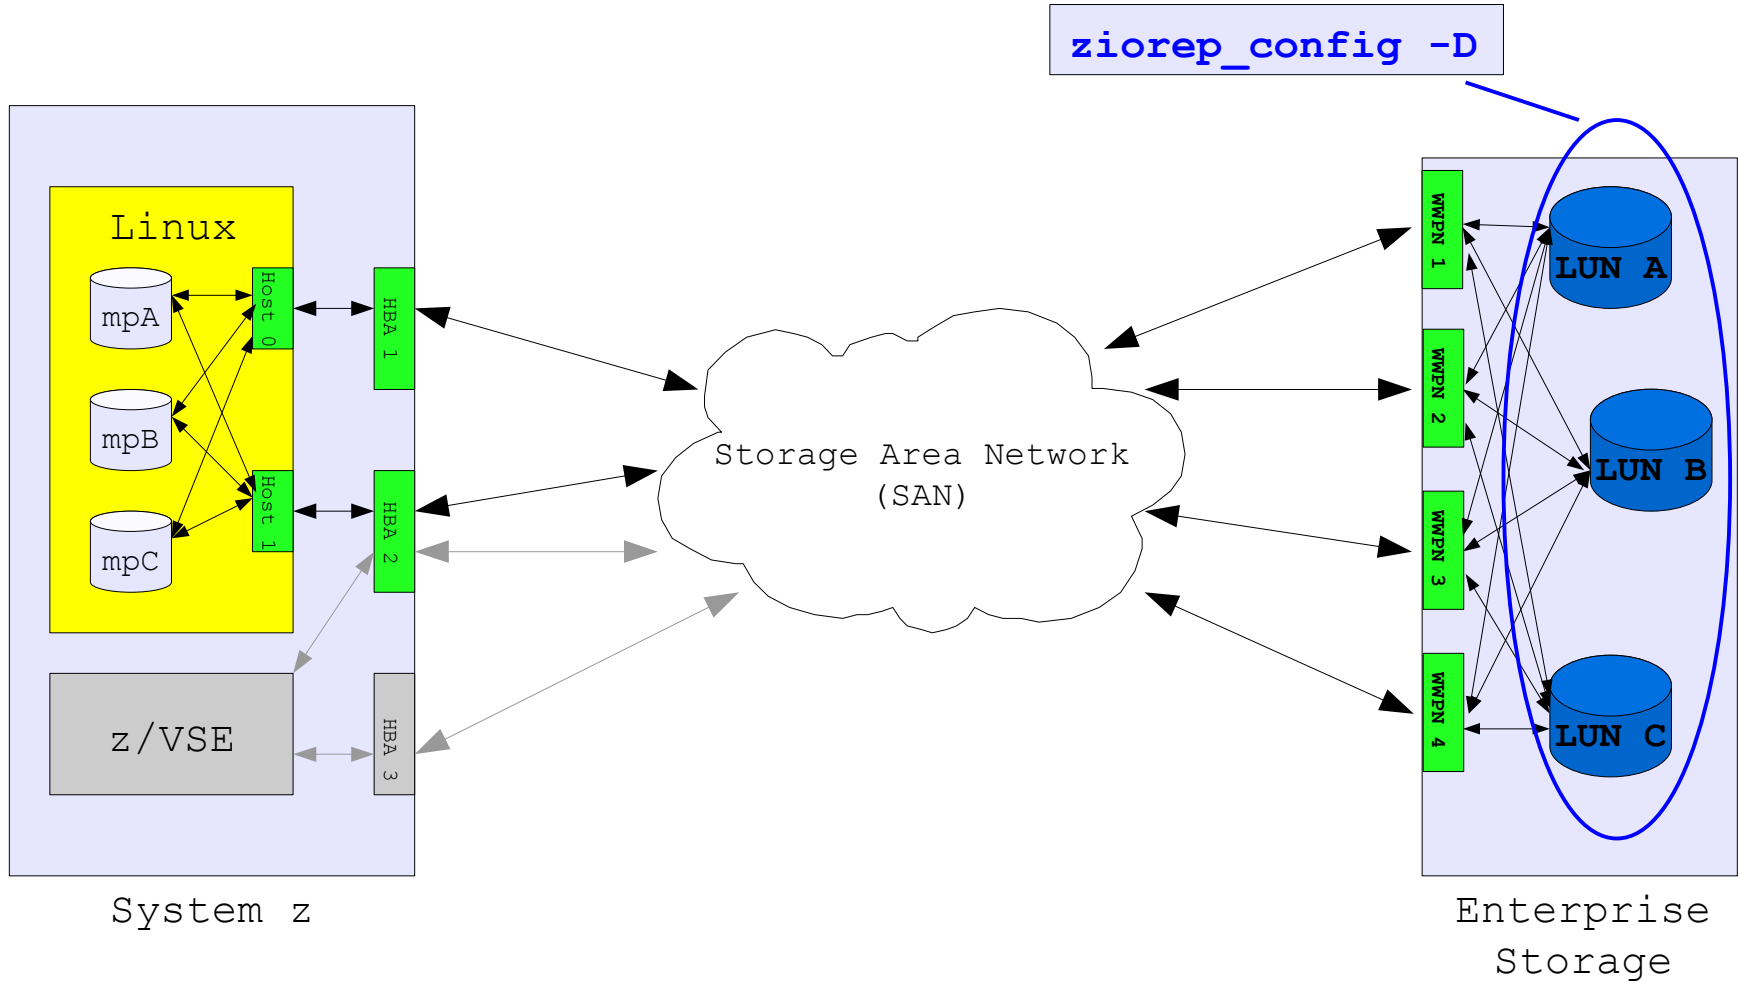 ziorep_config -D
Linux
mpA
mpB
mpC
Host 0
Host 1
HBA 1
HBA 2
HBA 3
z/VSE
System z
Storage Area Network
(SAN)
WWPN 1
WWPN 2
WWPN 3
WWPN 4
LUN A
LUN B
LUN C
Enterprise
Storage